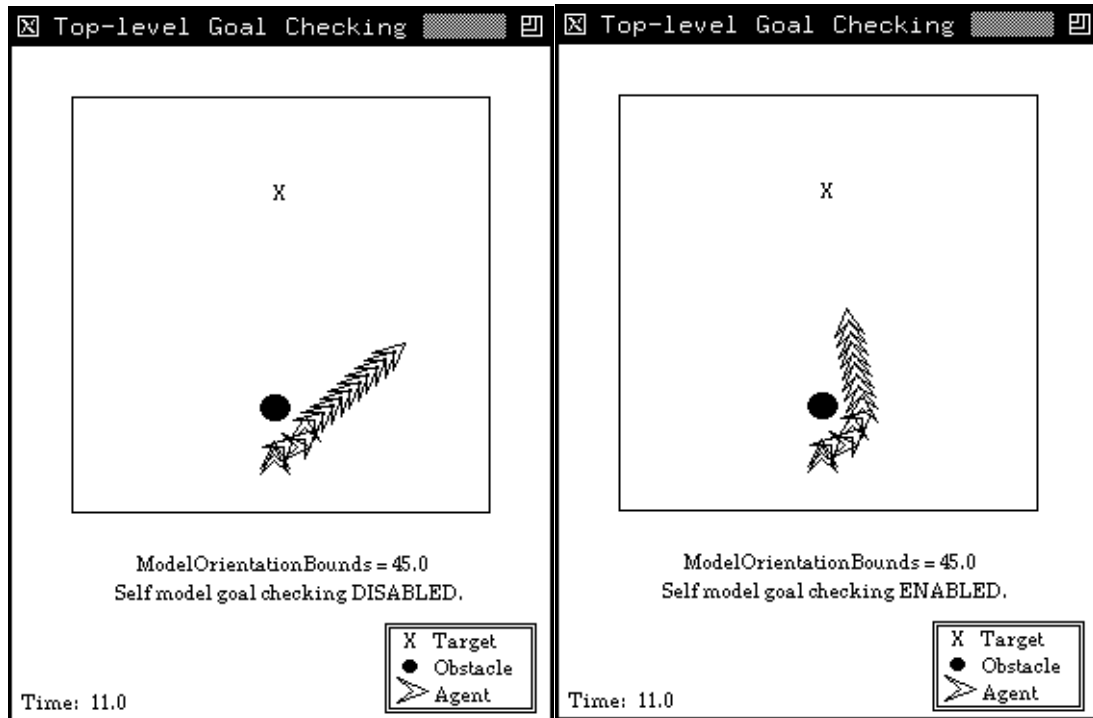 Top-level Goal Checking
X
ModelOrientationBounds = 45.0
Self model goal checking DISABLED.
X Target
Obstacle
Agent
Time: 11.0
Top-level Goal Checking
X
ModelOrientationBounds = 45.0
Self model goal checking ENABLED.
X Target
Obstacle
Agent
Time: 11.0